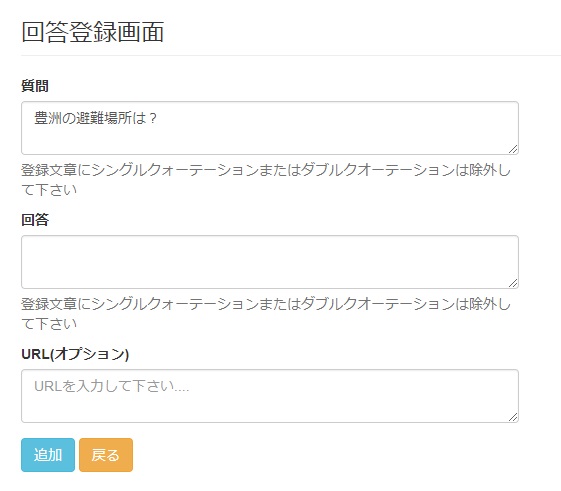 回答登録画面
質問
豊洲の避難場所は？
登録文章にシングルクォーテーションまたはダブルクオーテーションは除外し
て下さい
回答
登録文章にシングルクォーテーションまたはダブルクオーテーションは除外し
て下さい
URL(オプション)
URLを入力して下さい....
追加 戻る